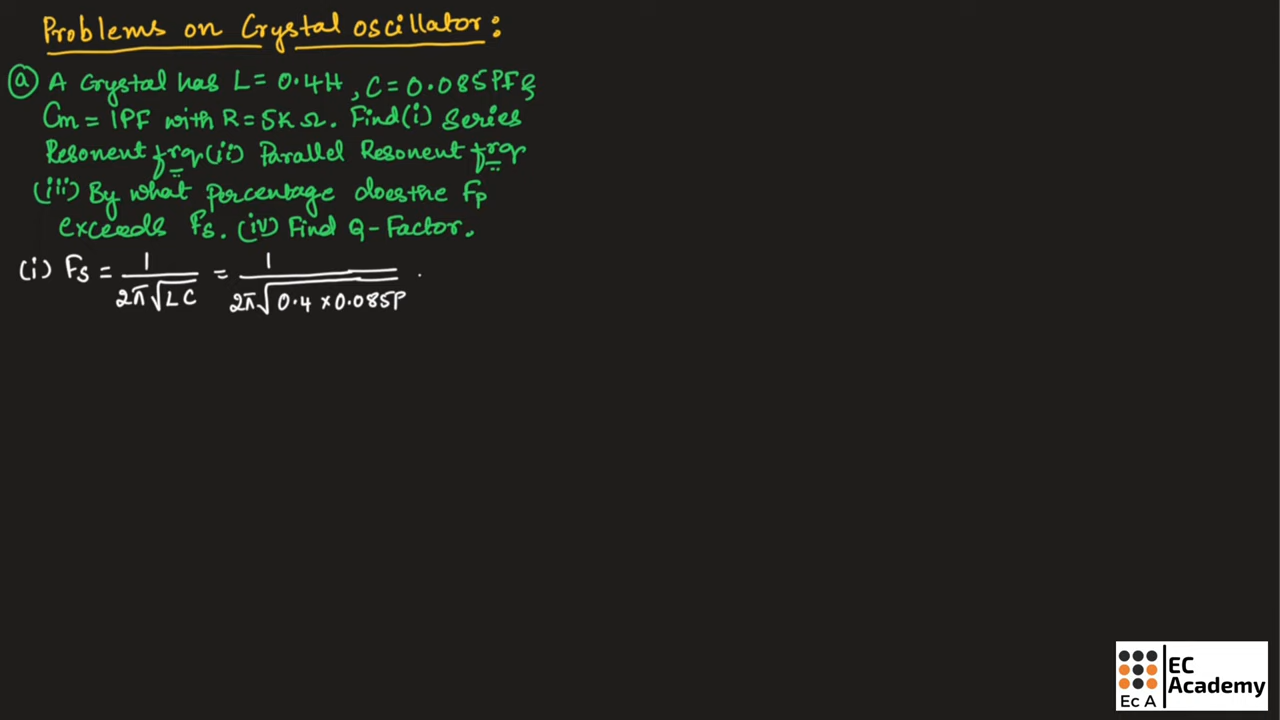 Problems on Crystal oscillator:
(a) A Crystal has L = 0.4H, C = 0.085PF &
Cm = 1PF with R = 5KΩ. Find (i) Series
Resonent frq (ii) Parallel Resonent frq
(iii) By what Percentage does the Fp
exceeds Fs. (iv) Find Q-Factor.
(i) Fs = 1/(2π√LC) = 1/(2π√(0.4×0.085P))
EC Academy
Ec A